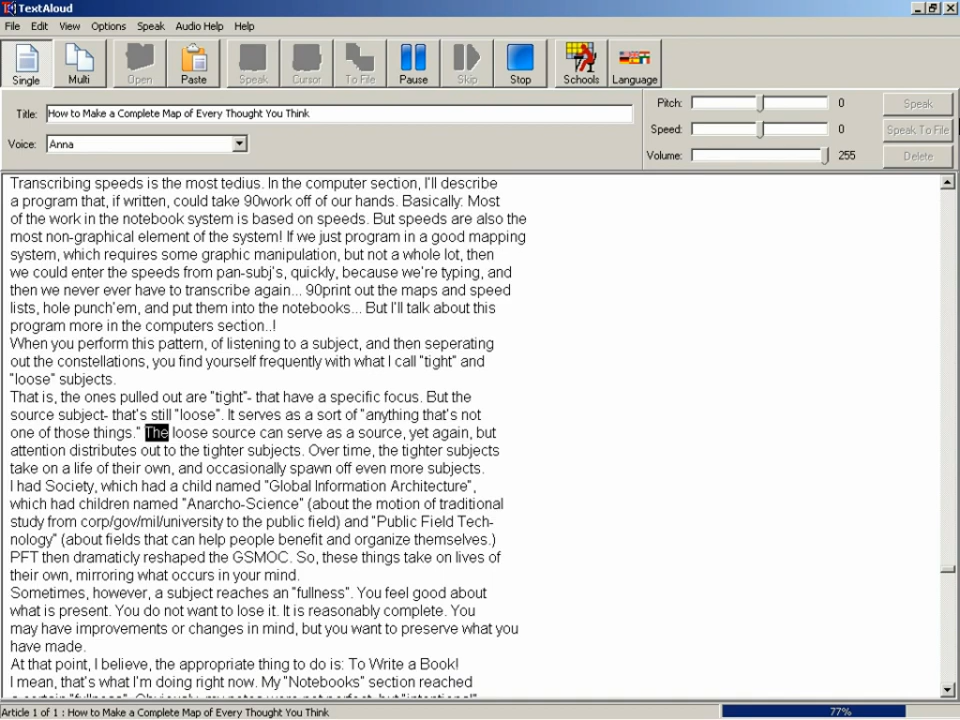 TextAloud
File Edit View Options Speak Audio Help Help
Single Multi Open Paste Speak Cursor To File Pause Skip Stop Schools Language
Title: How to Make a Complete Map of Every Thought You Think
Voice: Anna
Pitch: 0 Speak
Speed: 0 Speak To File
Volume: 255 Delete
Transcribing speeds is the most tedius. In the computer section, I'll describe
a program that, if written, could take 90work off of our hands. Basically: Most
of the work in the notebook system is based on speeds. But speeds are also the
most non-graphical element of the system! If we just program in a good mapping
system, which requires some graphic manipulation, but not a whole lot, then
we could enter the speeds from pan-subj's, quickly, because we're typing, and
then we never ever have to transcribe again... 90print out the maps and speed
lists, hole punch'em, and put them into the notebooks... But I'll talk about this
program more in the computers section..!
When you perform this pattern, of listening to a subject, and then seperating
out the constellations, you find yourself frequently with what I call "tight" and
"loose" subjects.
That is, the ones pulled out are "tight"- that have a specific focus. But the
source subject- that's still "loose". It serves as a sort of "anything that's not
one of those things." The loose source can serve as a source, yet again, but
attention distributes out to the tighter subjects. Over time, the tighter subjects
take on a life of their own, and occasionally spawn off even more subjects.
I had Society, which had a child named "Global Information Architecture",
which had children named "Anarcho-Science" (about the motion of traditional
study from corp/gov/mil/university to the public field) and "Public Field Tech-
nology" (about fields that can help people benefit and organize themselves.)
PFT then dramaticly reshaped the GSMOC. So, these things take on lives of
their own, mirroring what occurs in your mind.
Sometimes, however, a subject reaches an "fullness". You feel good about
what is present. You do not want to lose it. It is reasonably complete. You
may have improvements or changes in mind, but you want to preserve what you
have made.
At that point, I believe, the appropriate thing to do is: To Write a Book!
I mean, that's what I'm doing right now. My "Notebooks" section reached
a certain "fullness". Obviously, my notes were not perfect, but "intentional"
Article 1 of 1 : How to Make a Complete Map of Every Thought You Think 77%